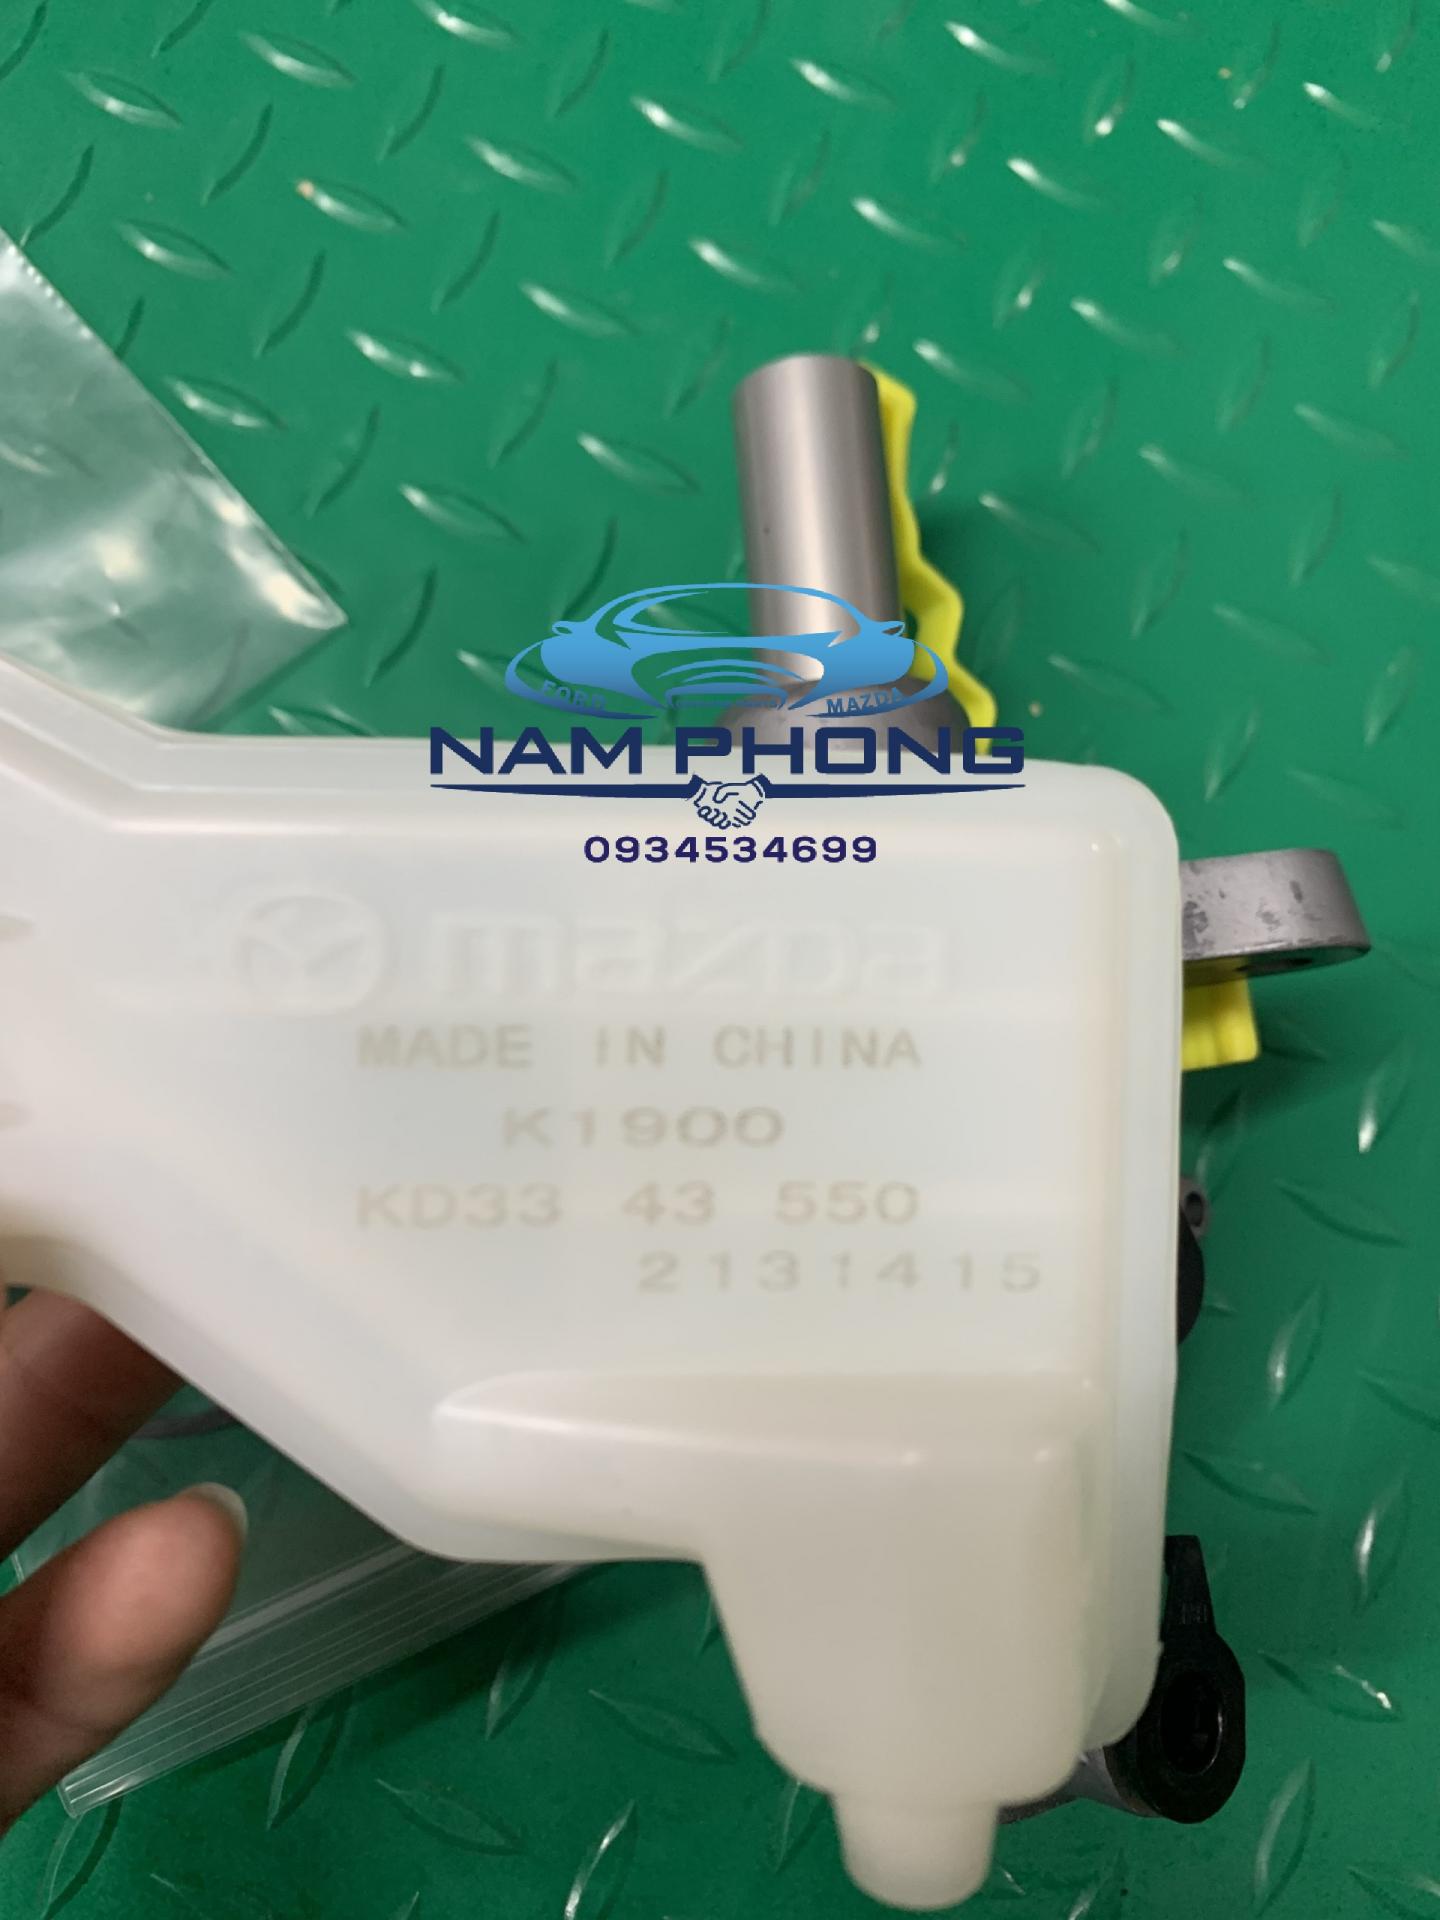 FORD
MAZDA
NAM PHONG
0934534699
mazda
MADE IN CHINA
K1900
KD33 43 550
2131415